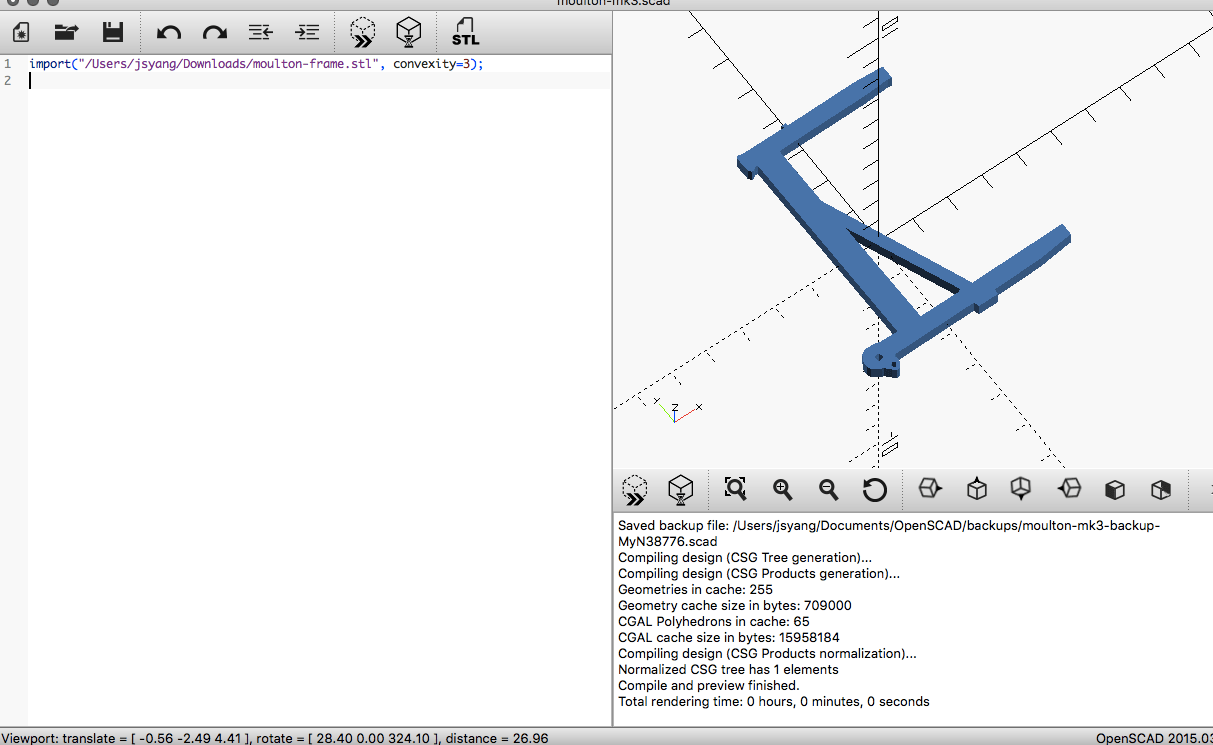 moulton-mk3.scad
STL
1 import("/Users/jsyang/Downloads/moulton-frame.stl", convexity=3);
2
Z
Saved backup file: /Users/jsyang/Documents/OpenSCAD/backups/moulton-mk3-backup-
MyN38776.scad
Compiling design (CSG Tree generation)...
Compiling design (CSG Products generation)...
Geometries in cache: 255
Geometry cache size in bytes: 709000
CGAL Polyhedrons in cache: 65
CGAL cache size in bytes: 15958184
Compiling design (CSG Products normalization)...
Normalized CSG tree has 1 elements
Compile and preview finished.
Total rendering time: 0 hours, 0 minutes, 0 seconds
Viewport: translate = [ -0.56 -2.49 4.41 ], rotate = [ 28.40 0.00 324.10 ], distance = 26.96
OpenSCAD 2015.03